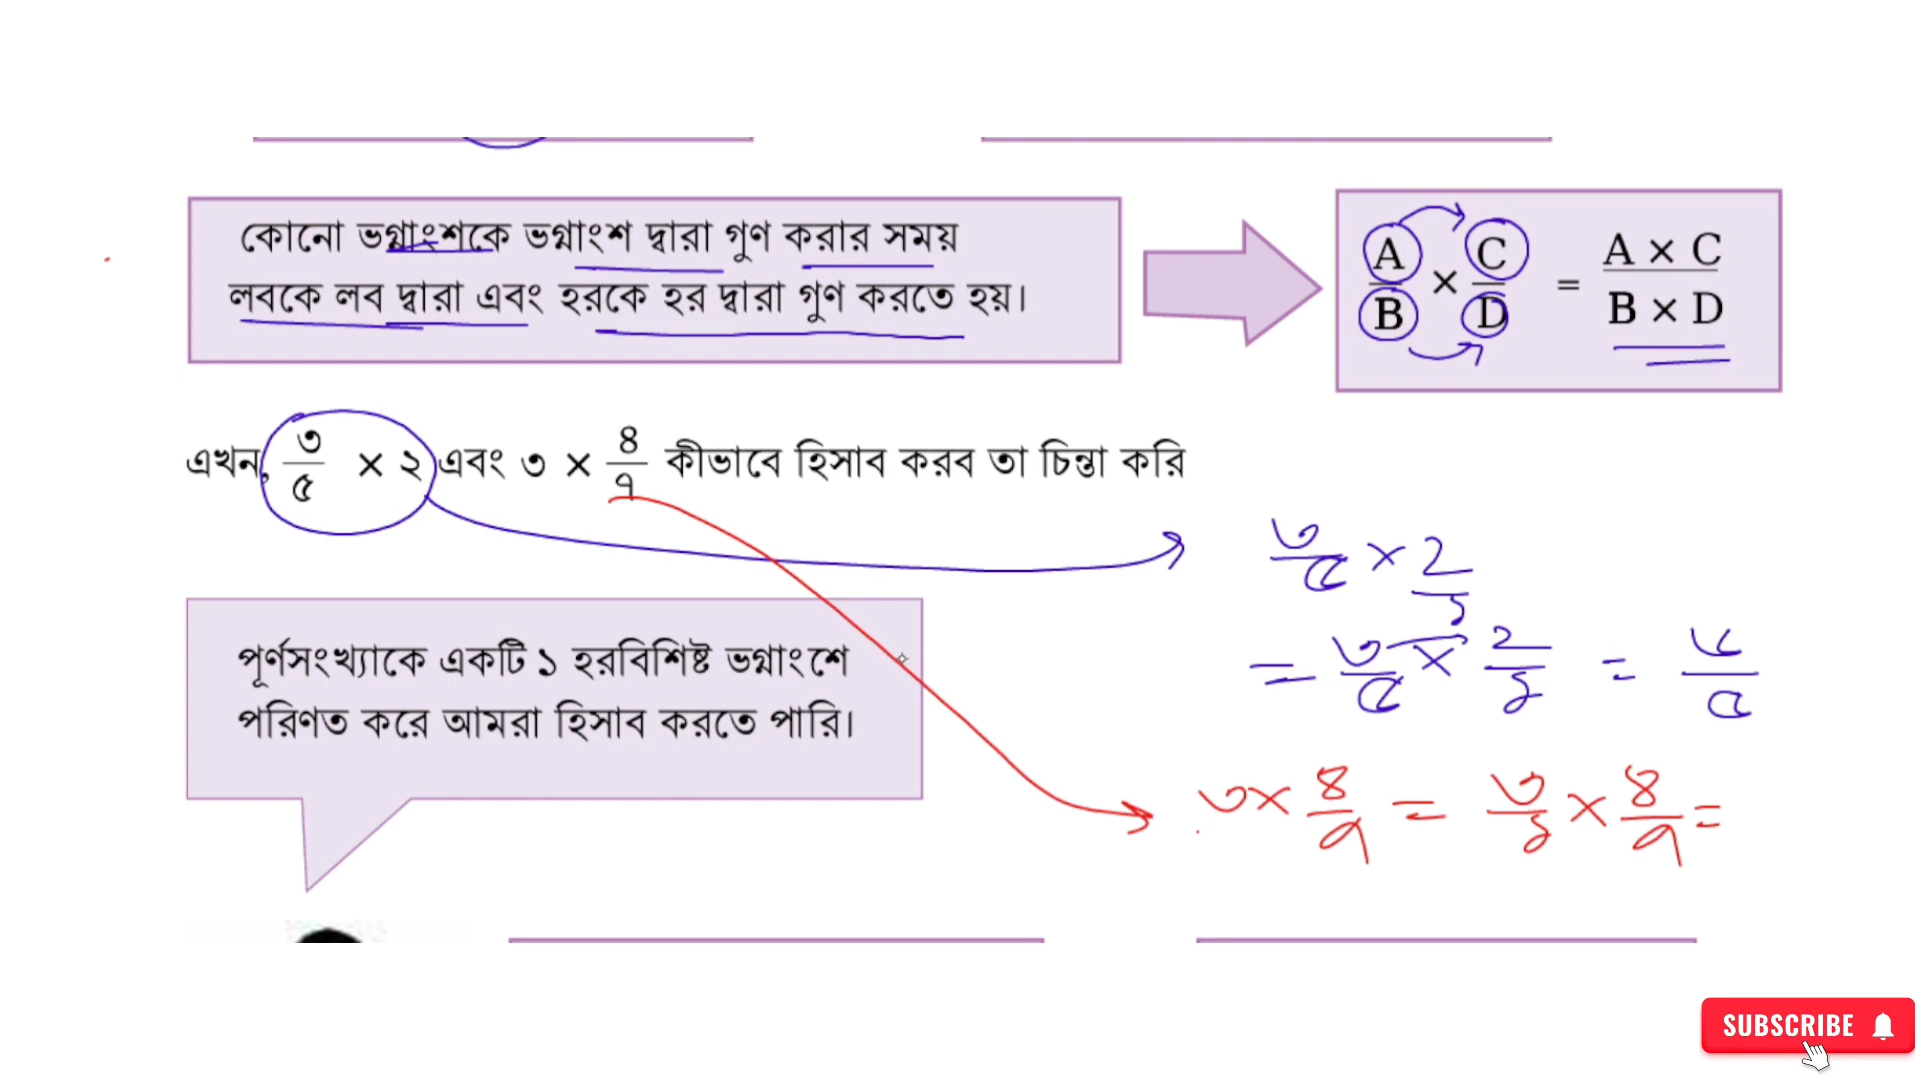 কোনো ভগ্নাংশকে ভগ্নাংশ দ্বারা গুণ করার সময়
লবকে লব দ্বারা এবং হরকে হর দ্বারা গুণ করতে হয়।
A/B × C/D = A × C / B × D
এখন, ৩/৫ × ২ এবং ৩ × ৪/৭ কীভাবে হিসাব করব তা চিন্তা করি
৩/৫ × ২/১
= ৩/৫ × ২/১ = ৬/৫
পূর্ণসংখ্যাকে একটি ১ হরবিশিষ্ট ভগ্নাংশে
পরিণত করে আমরা হিসাব করতে পারি।
৩ × ৪/৭ = ৩/১ × ৪/৭ =
SUBSCRIBE